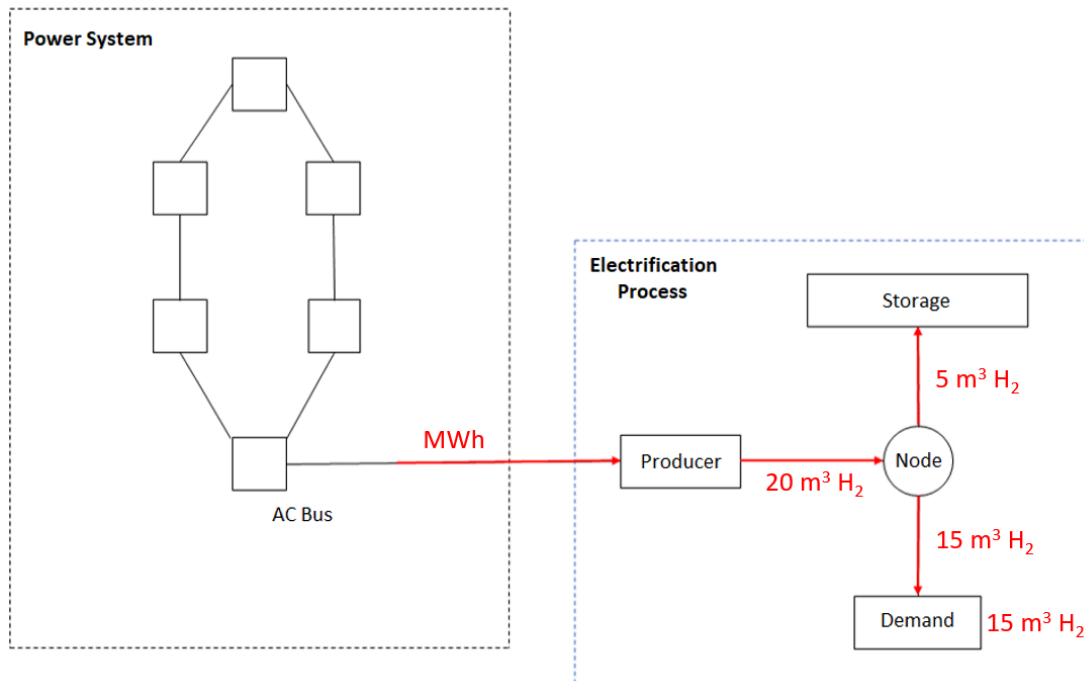 Power System
Electrification
Process
Storage
5 m³ H₂
MWh
Producer
Node
20 m³ H₂
AC Bus
15 m³ H₂
Demand
15 m³ H₂